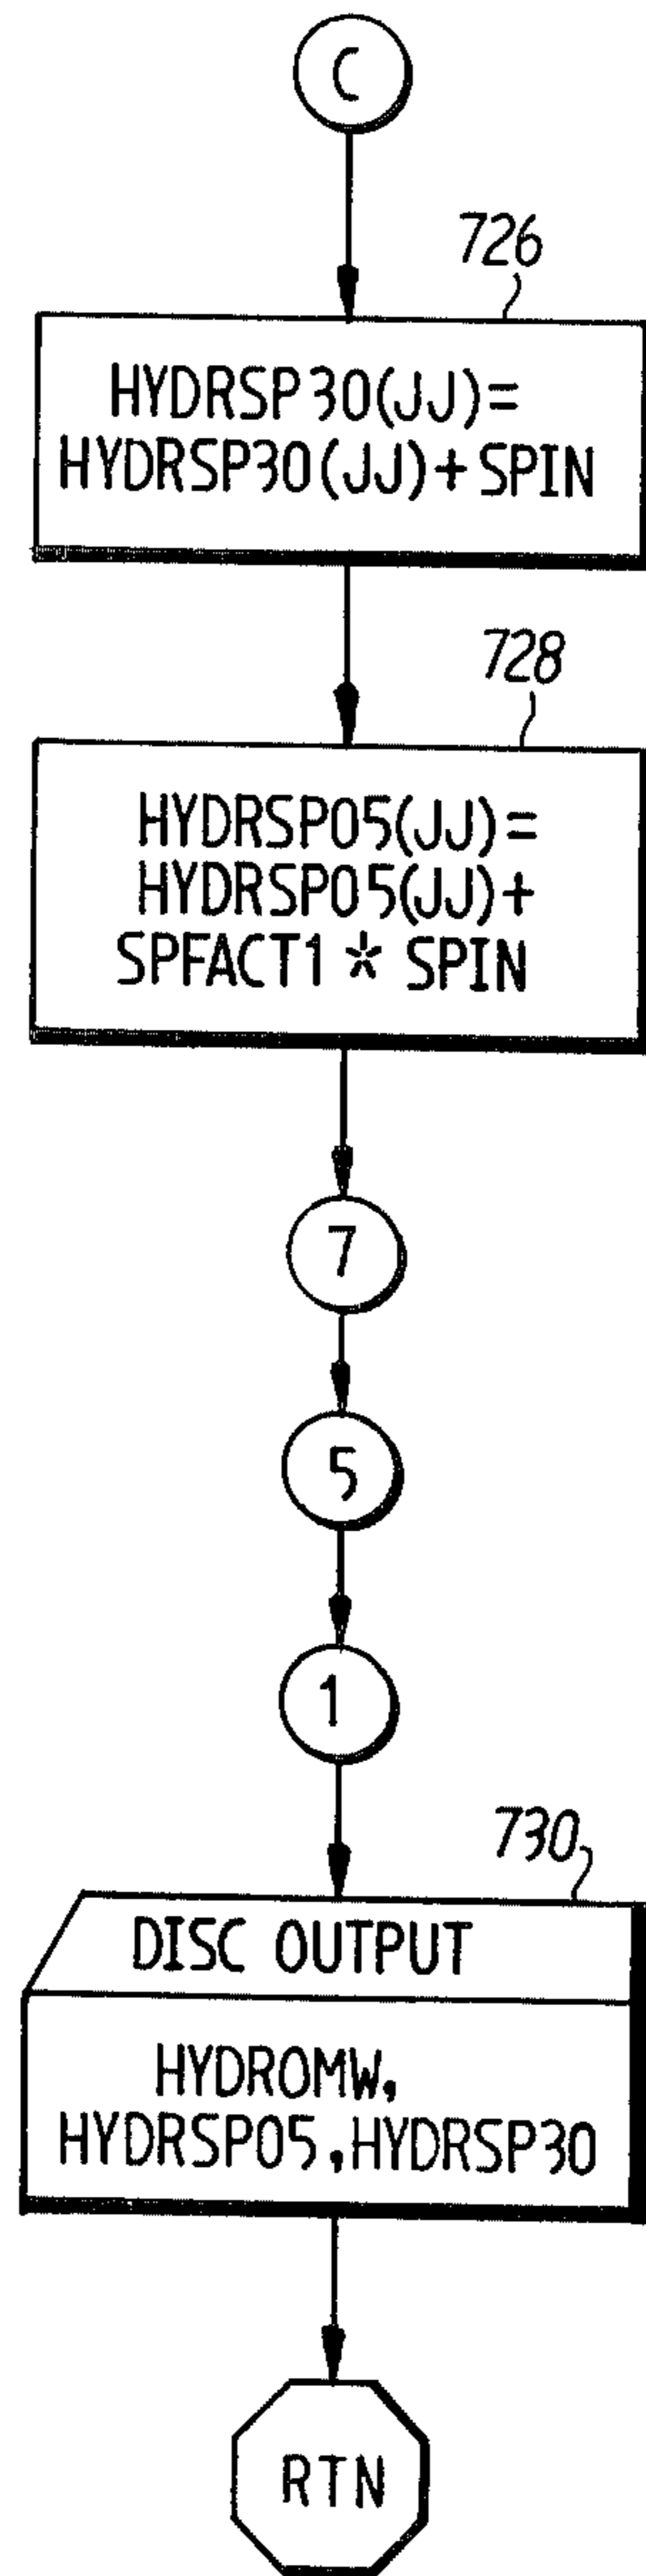 C
726
HYDRSP30(JJ)=
HYDRSP30(JJ)+SPIN
728
HYDRSP05(JJ)=
HYDRSP05(JJ)+
SPFACT1 * SPIN
7
5
1
730
DISC OUTPUT
HYDROMW,
HYDRSP05,HYDRSP30
RTN